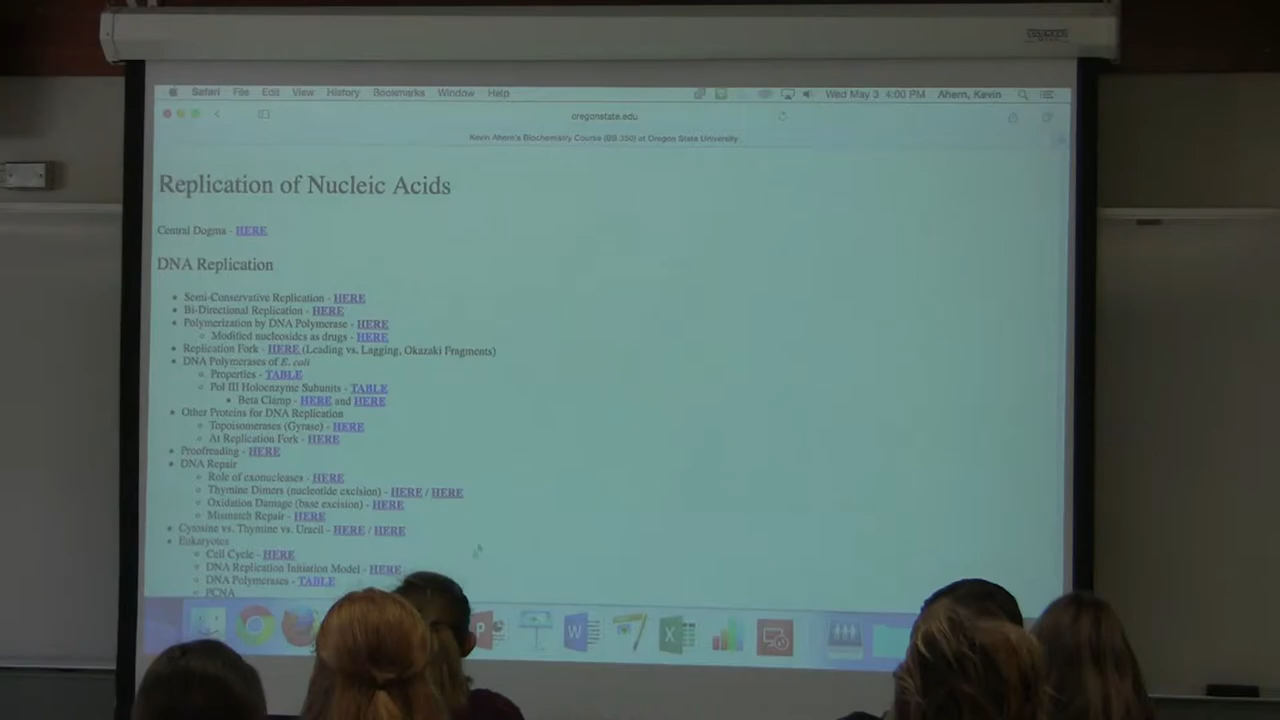 Safari File Edit View History Bookmarks Window Help Wed May 3 4:00 PM Ahern, Kevin
oregonstate.edu
Kevin Ahern's Biochemistry Course (BB 350) at Oregon State University
Replication of Nucleic Acids
Central Dogma - HERE
DNA Replication
Semi-Conservative Replication - HERE
Bi-Directional Replication - HERE
Polymerization by DNA Polymerase - HERE
Modified nucleosides as drugs - HERE
Replication Fork - HERE (Leading vs. Lagging, Okazaki Fragments)
DNA Polymerases of E. coli
Properties - TABLE
Pol III Holoenzyme Subunits - TABLE
Beta Clamp - HERE and HERE
Other Proteins for DNA Replication
Topoisomerases (Gyrase) - HERE
At Replication Fork - HERE
Proofreading - HERE
DNA Repair
Role of exonucleases - HERE
Thymine Dimers (nucleotide excision) - HERE / HERE
Oxidation Damage (base excision) - HERE
Mismatch Repair - HERE
Cytosine vs. Thymine vs. Uracil - HERE / HERE
Eukaryotes
Cell Cycle - HERE
DNA Replication Initiation Model - HERE
DNA Polymerases - TABLE
PCNA
P W X